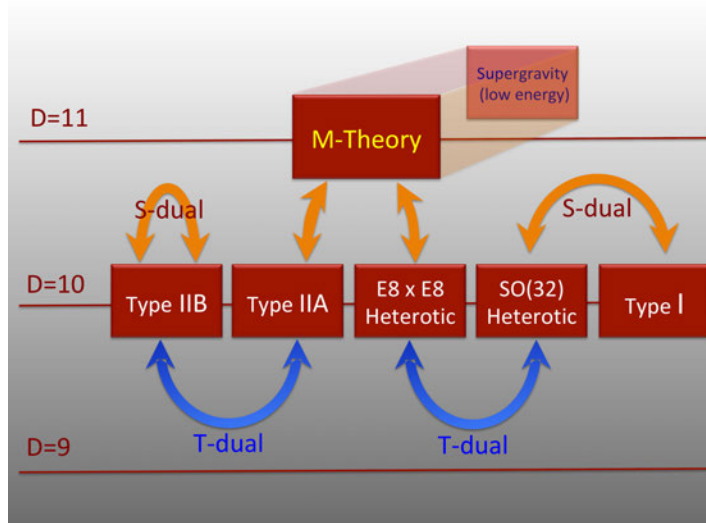 Supergravity
(low energy)
D=11
M-Theory
S-dual
S-dual
D=10
Type IIB
Type IIA
E8 x E8
Heterotic
SO(32)
Heterotic
Type I
T-dual
T-dual
D=9